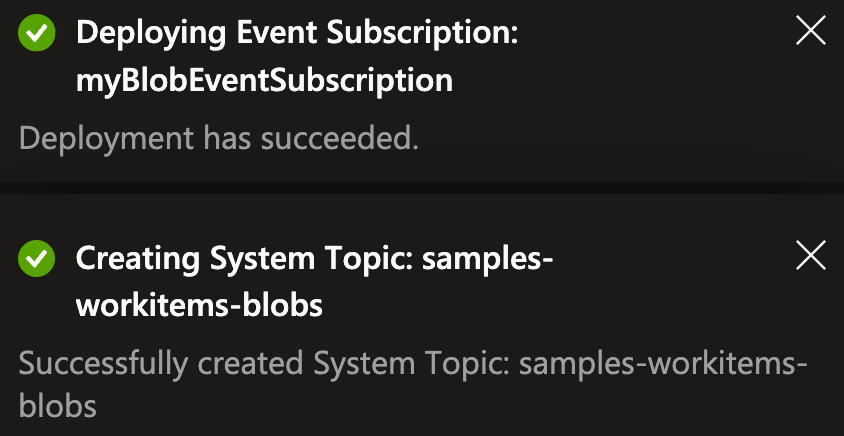 Deploying Event Subscription:
myBlobEventSubscription
Deployment has succeeded.
Creating System Topic: samples-
workitems-blobs
Successfully created System Topic: samples-workitems-
blobs